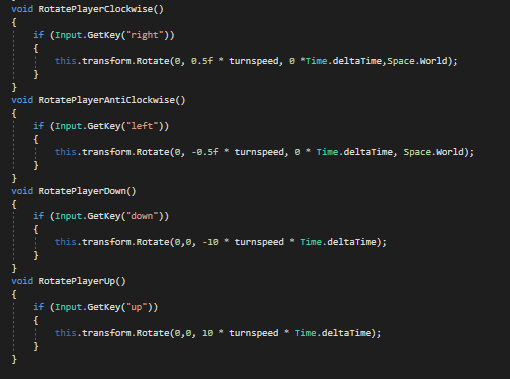 void RotatePlayerClockwise()
{
if (Input.GetKey("right"))
{
this.transform.Rotate(0, 0.5f * turnspeed, 0 *Time.deltaTime,Space.World);
}
}
void RotatePlayerAntiClockwise()
{
if (Input.GetKey("left"))
{
this.transform.Rotate(0, -0.5f * turnspeed, 0 * Time.deltaTime, Space.World);
}
}
void RotatePlayerDown()
{
if (Input.GetKey("down"))
{
this.transform.Rotate(0,0, -10 * turnspeed * Time.deltaTime);
}
}
void RotatePlayerUp()
{
if (Input.GetKey("up"))
{
this.transform.Rotate(0,0, 10 * turnspeed * Time.deltaTime);
}
}